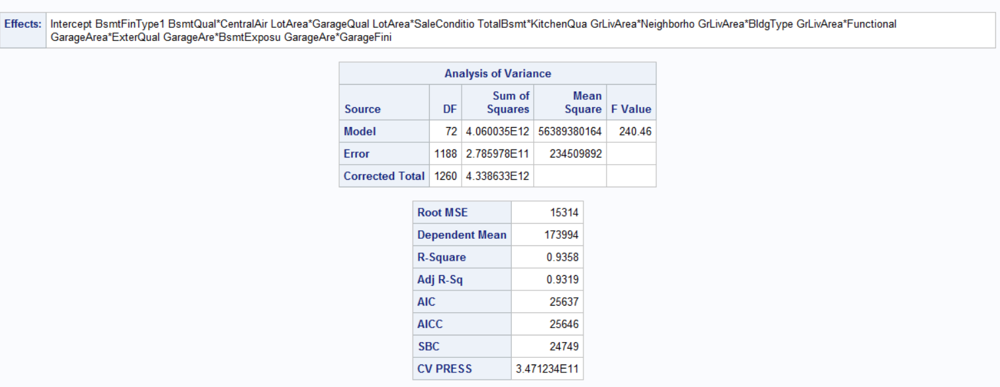 Effects: Intercept BsmtFinType1 BsmtQual*CentralAir LotArea*GarageQual LotArea*SaleConditio TotalBsmt*KitchenQua GrLivArea*Neighborho GrLivArea*BldgType GrLivArea*Functional
GarageArea*ExterQual GarageAre*BsmtExposu GarageAre*GarageFini
Analysis of Variance
Source DF Sum of Squares Mean Square F Value
Model 72 4.060035E12 56389380164 240.46
Error 1188 2.785978E11 234509892
Corrected Total 1260 4.338633E12
Root MSE 15314
Dependent Mean 173994
R-Square 0.9358
Adj R-Sq 0.9319
AIC 25637
AICC 25646
SBC 24749
CV PRESS 3.471234E11